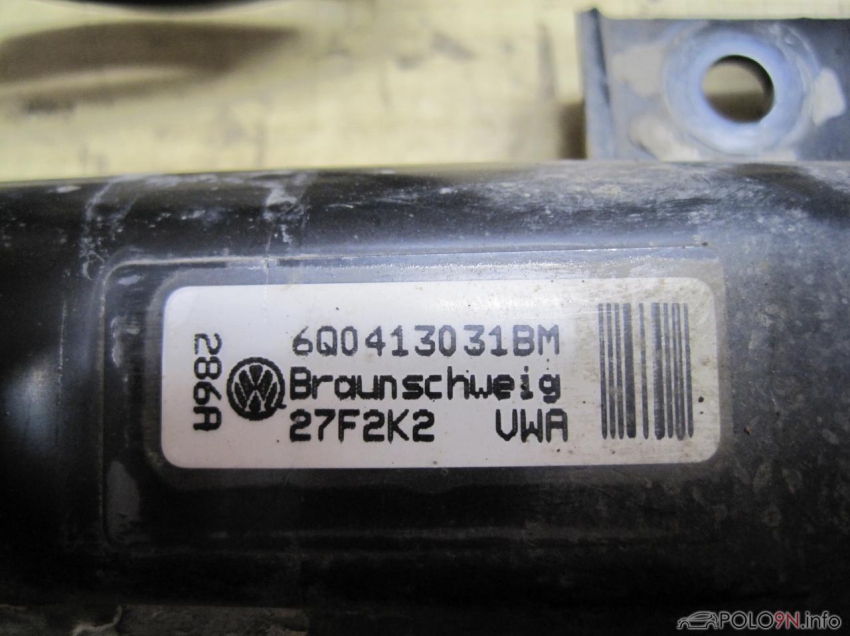 286A
6Q0413031BM
Braunschweig
27F2K2 VWA
POLO9N.info